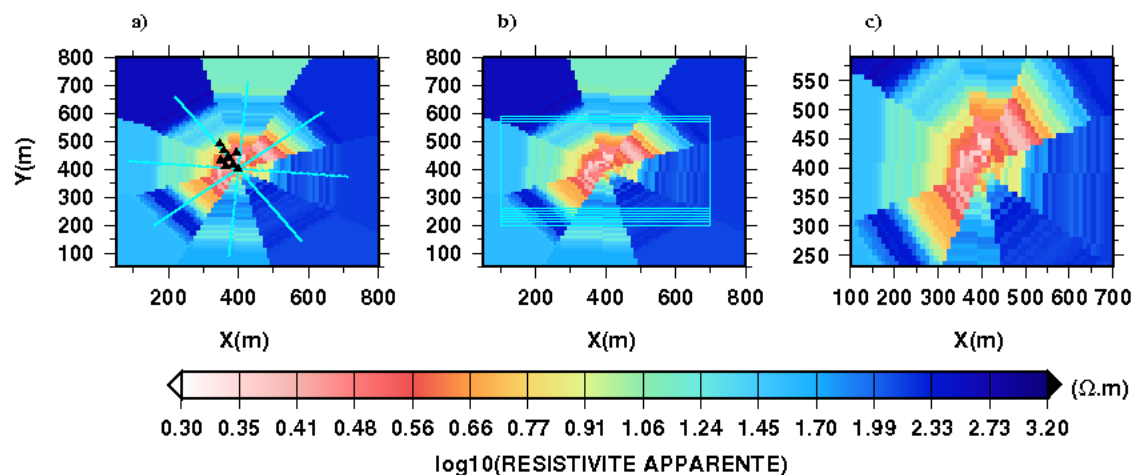 a) b) c)
800 800
700 700 550
600 600 500
500 500 450
400 400 400
300 300 350
200 200 300
100 100 250
Y(m)
200 400 600 800 200 400 600 800 100 200 300 400 500 600 700
X(m) X(m) X(m)
(Ω.m)
0.30 0.35 0.41 0.48 0.56 0.66 0.77 0.91 1.06 1.24 1.45 1.70 1.99 2.33 2.73 3.20
log10(RESISTIVITE APPARENTE)